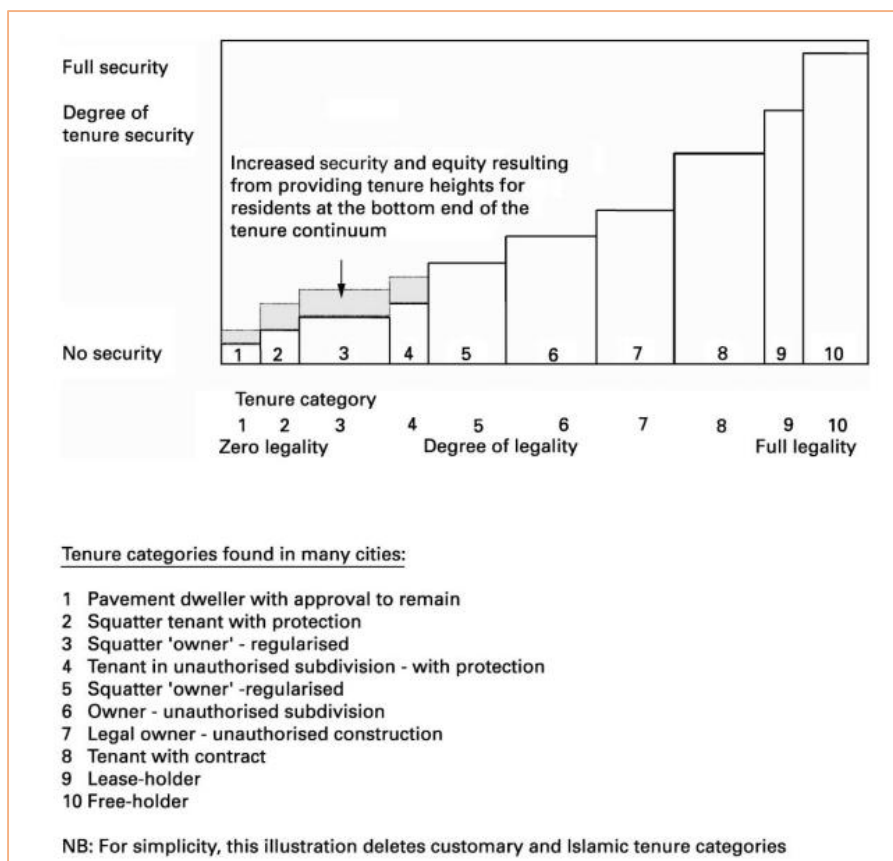 Full security
Degree of
tenure security
Increased security and equity resulting
from providing tenure heights for
residents at the bottom end of the
tenure continuum
No security
1 2 3 4 5 6 7 8 9 10
Tenure category
1 2 3 4 5 6 7 8 9 10
Zero legality Degree of legality Full legality
Tenure categories found in many cities:
1 Pavement dweller with approval to remain
2 Squatter tenant with protection
3 Squatter 'owner' - regularised
4 Tenant in unauthorised subdivision - with protection
5 Squatter 'owner' -regularised
6 Owner - unauthorised subdivision
7 Legal owner - unauthorised construction
8 Tenant with contract
9 Lease-holder
10 Free-holder
NB: For simplicity, this illustration deletes customary and Islamic tenure categories